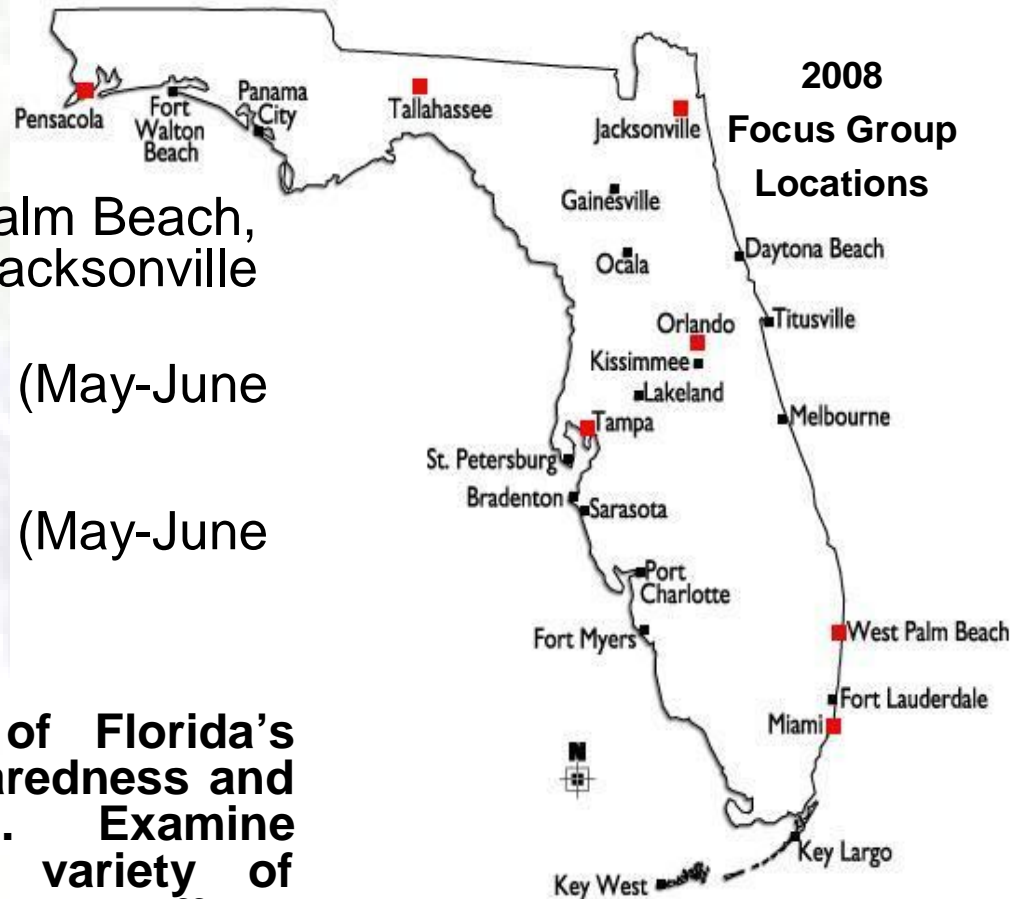 alm Beach,
acksonville
(May-June
(May-June
of Florida's
aredness and
. Examine
variety of
2008
Focus Group
Locations
Pensacola
Fort
Walton
Beach
Panama
City
Tallahassee
Jacksonville
Gainesville
Ocala
Daytona Beach
Orlando
Titusville
Kissimmee
Lakeland
Melbourne
Tampa
St. Petersburg
Bradenton
Sarasota
Port
Charlotte
Fort Myers
West Palm Beach
Fort Lauderdale
Miami
N
Key Largo
Key West